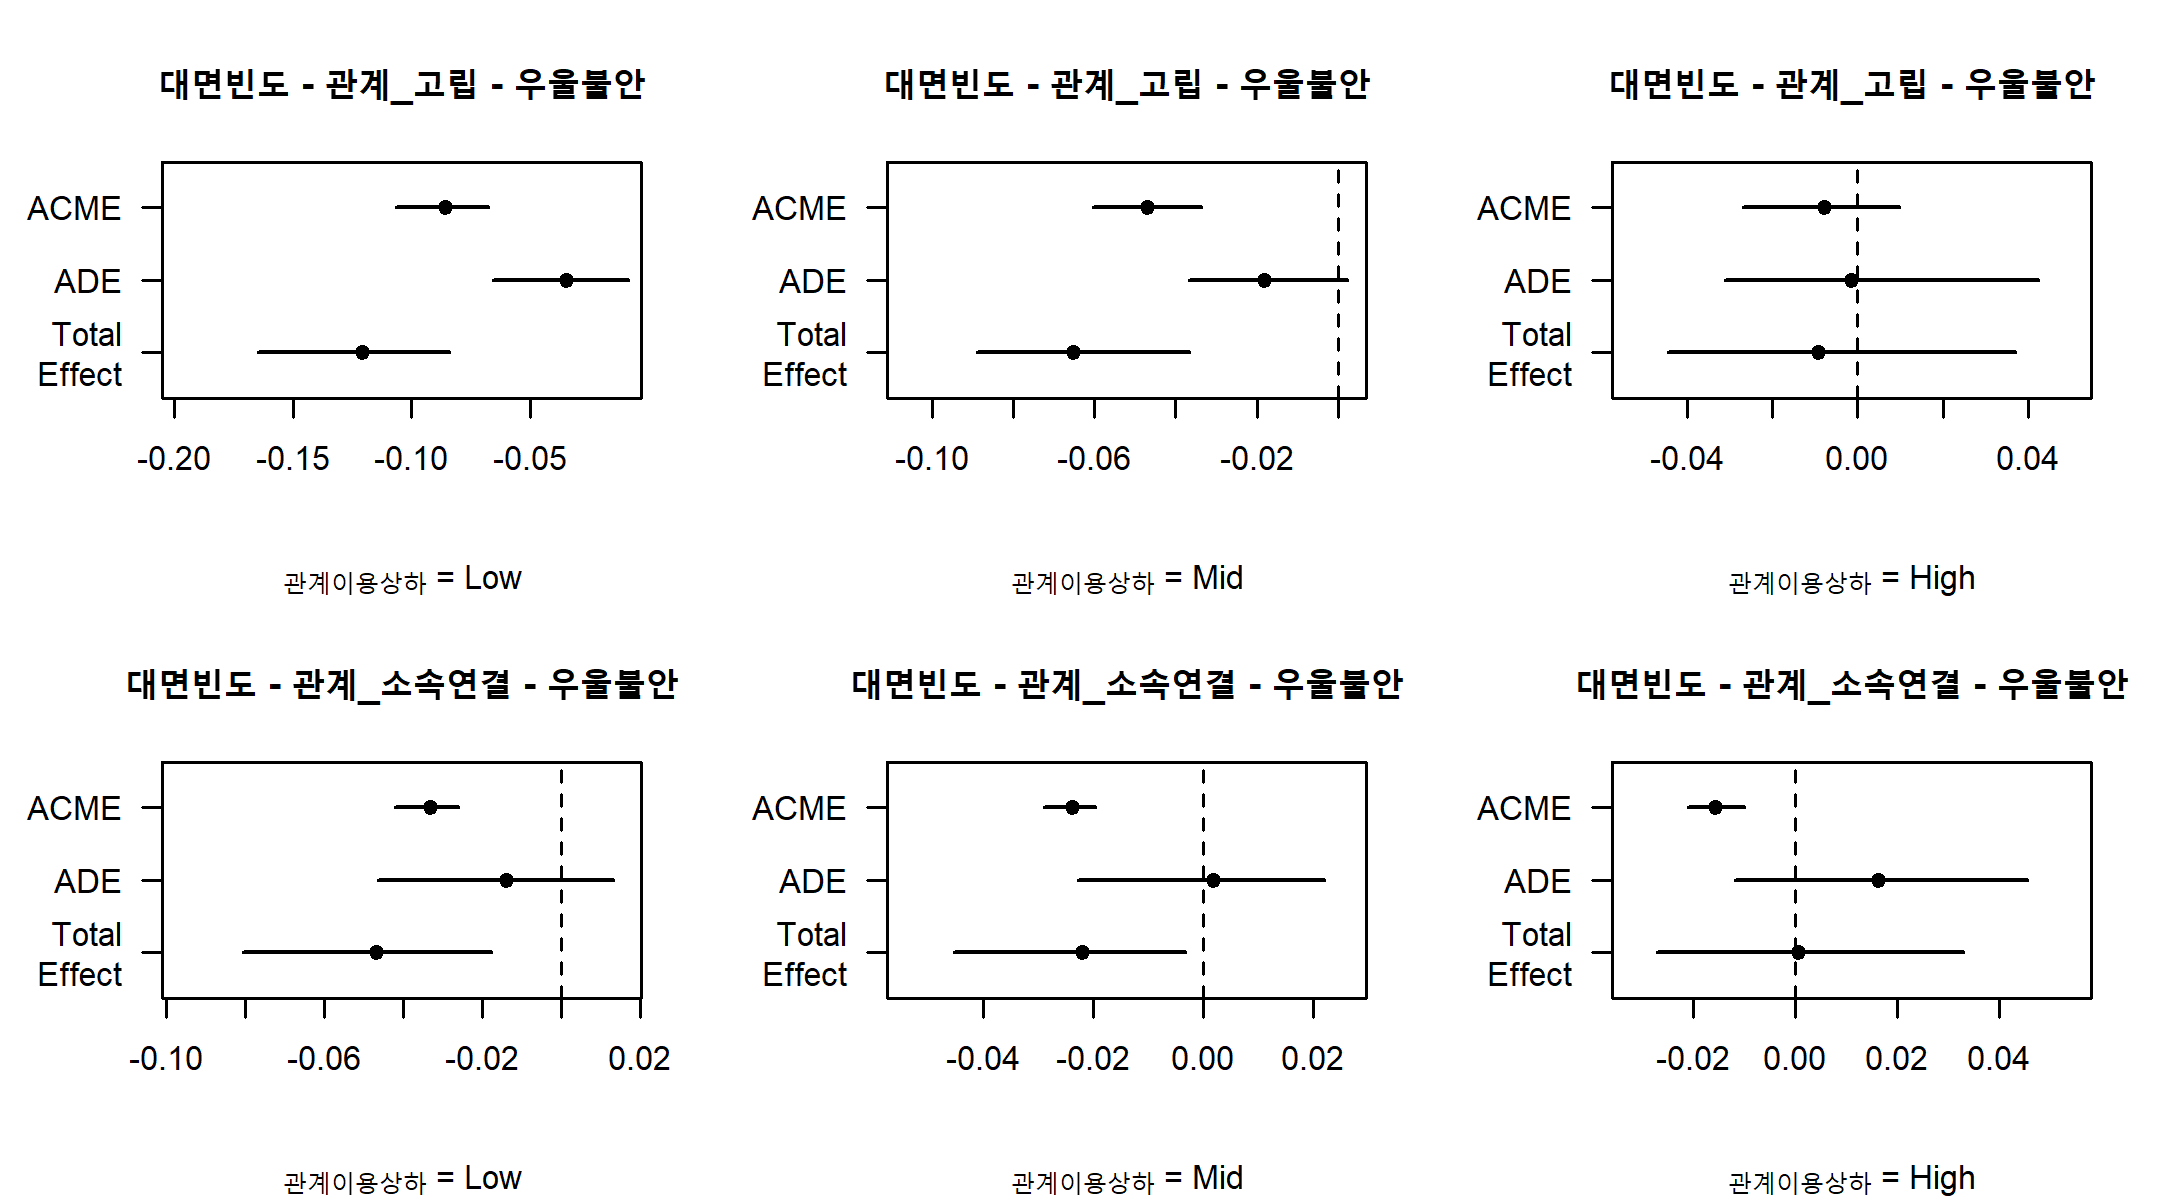 대면빈도 - 관계_고립 - 우울불안
ACME
ADE
Total
Effect
-0.20 -0.15 -0.10 -0.05
관계이용상하 = Low
대면빈도 - 관계_고립 - 우울불안
ACME
ADE
Total
Effect
-0.10 -0.06 -0.02
관계이용상하 = Mid
대면빈도 - 관계_고립 - 우울불안
ACME
ADE
Total
Effect
-0.04 0.00 0.04
관계이용상하 = High
대면빈도 - 관계_소속연결 - 우울불안
ACME
ADE
Total
Effect
-0.10 -0.06 -0.02 0.02
관계이용상하 = Low
대면빈도 - 관계_소속연결 - 우울불안
ACME
ADE
Total
Effect
-0.04 -0.02 0.00 0.02
관계이용상하 = Mid
대면빈도 - 관계_소속연결 - 우울불안
ACME
ADE
Total
Effect
-0.02 0.00 0.02 0.04
관계이용상하 = High